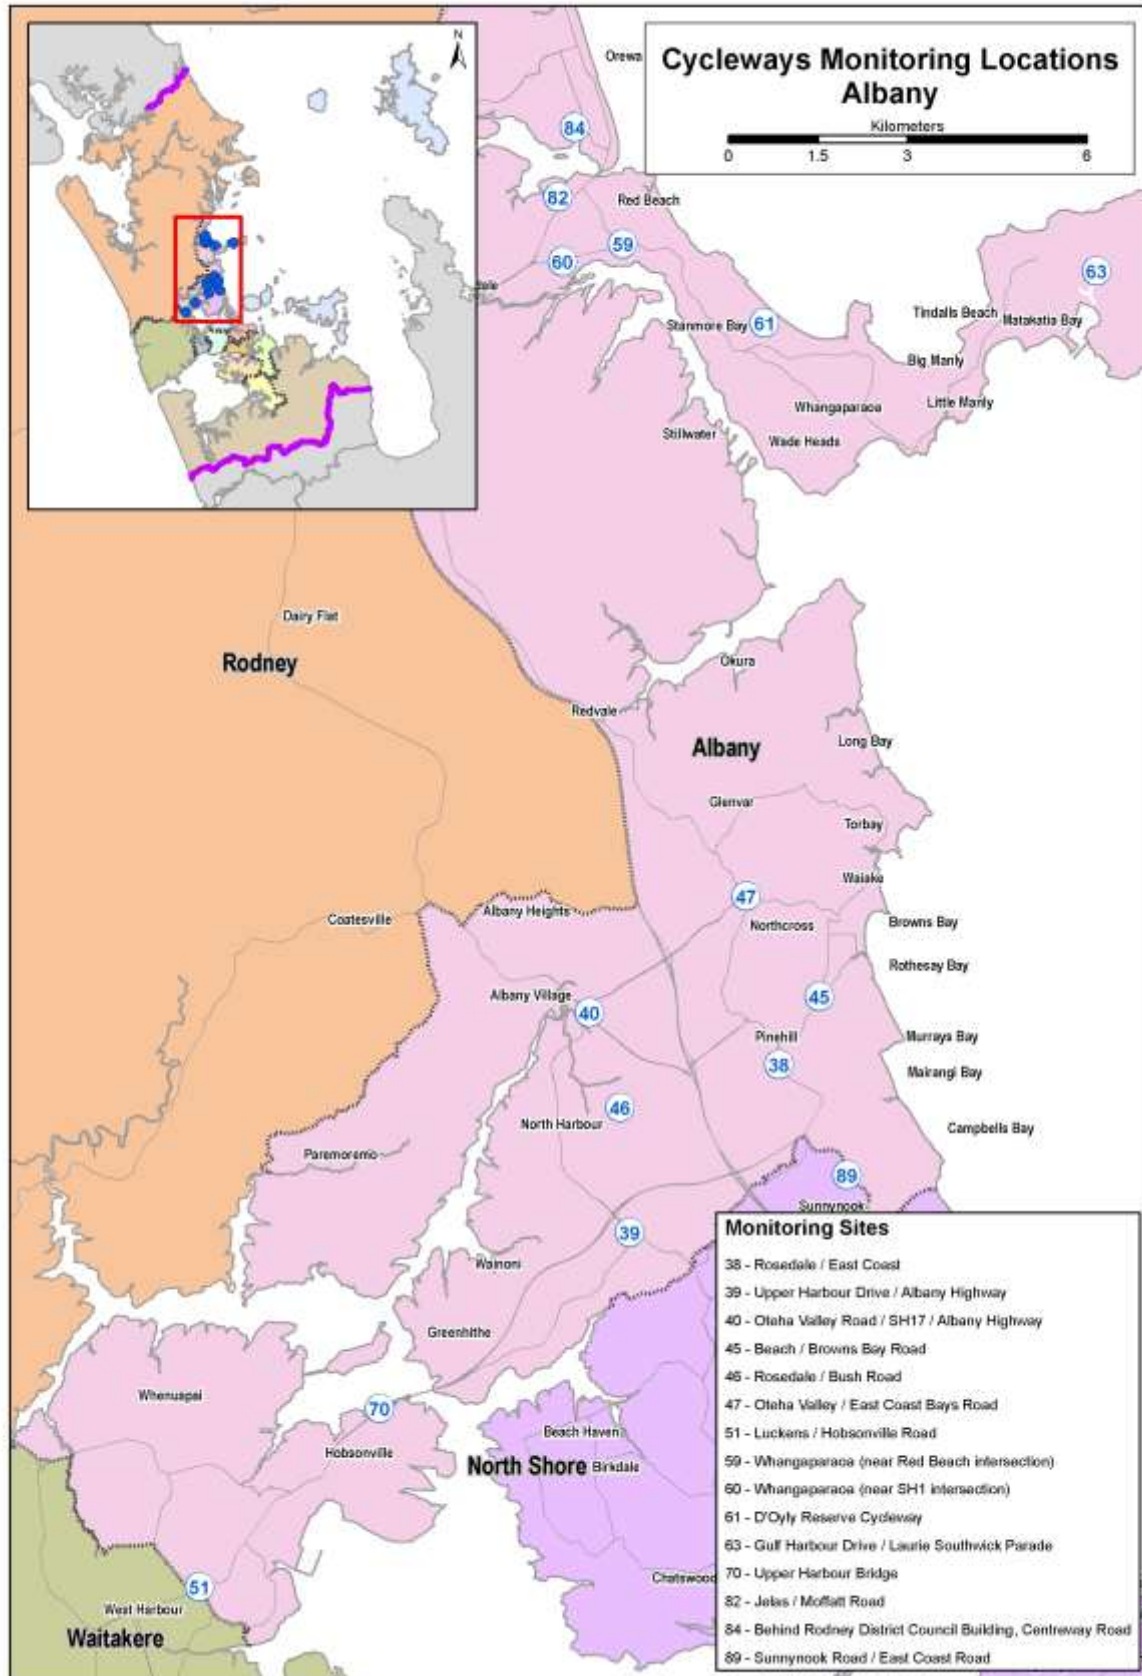 N
Cycleways Monitoring Locations
Albany
Kilometers
0 1.5 3 6
Orewa
84
82
Red Beach
59
60
63
Tindalls Beach
Matakatia Bay
Stanmore Bay
61
Big Manly
Whangaparaoa
Little Manly
Stillwater
Wade Heads
Dairy Flat
Rodney
Okura
Redvale
Albany
Long Bay
Glenvar
Torbay
Waiake
47
Coatesville
Albany Heights
Northcross
Browns Bay
Rothesay Bay
Albany Village
40
45
Pinehill
Murrays Bay
38
Mairangi Bay
46
North Harbour
Campbells Bay
Paremoremo
89
Sunnynook
39
Wainoni
Greenhithe
Whenuapai
70
Beach Haven
Hobsonville
North Shore
Birkdale
51
Chatswood
West Harbour
Waitakere
Monitoring Sites
38 - Rosedale / East Coast
39 - Upper Harbour Drive / Albany Highway
40 - Oteha Valley Road / SH17 / Albany Highway
45 - Beach / Browns Bay Road
46 - Rosedale / Bush Road
47 - Oteha Valley / East Coast Bays Road
51 - Luckens / Hobsonville Road
59 - Whangaparaoa (near Red Beach intersection)
60 - Whangaparaoa (near SH1 intersection)
61 - D'Oyly Reserve Cycleway
63 - Gulf Harbour Drive / Laurie Southwick Parade
70 - Upper Harbour Bridge
82 - Jelas / Moffatt Road
84 - Behind Rodney District Council Building, Centreway Road
89 - Sunnynook Road / East Coast Road